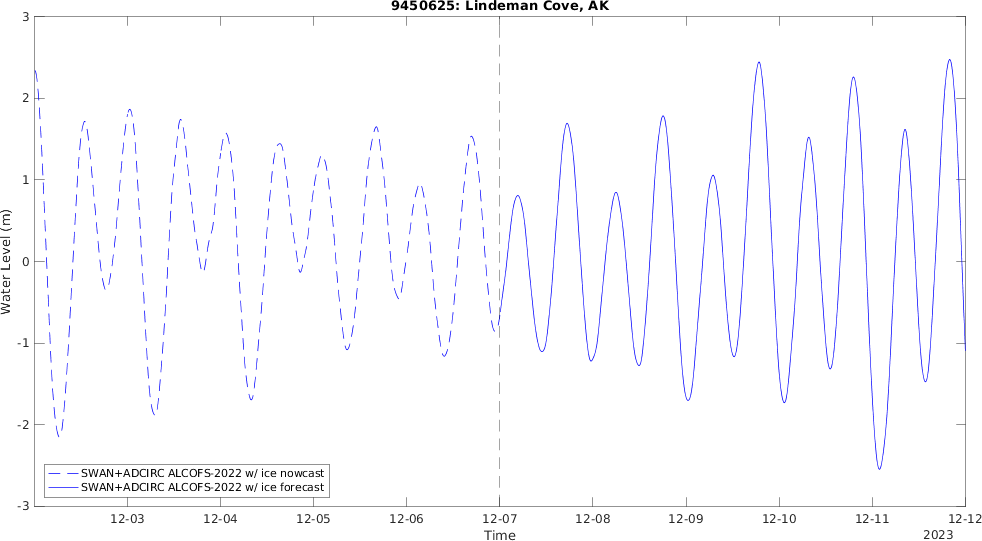 9450625: Lindeman Cove, AK
3
2
1
0
-1
-2
-3
Water Level (m)
SWAN+ADCIRC ALCOFS-2022 w/ ice nowcast
SWAN+ADCIRC ALCOFS-2022 w/ ice forecast
12-03 12-04 12-05 12-06 12-07 12-08 12-09 12-10 12-11 12-12
Time
2023